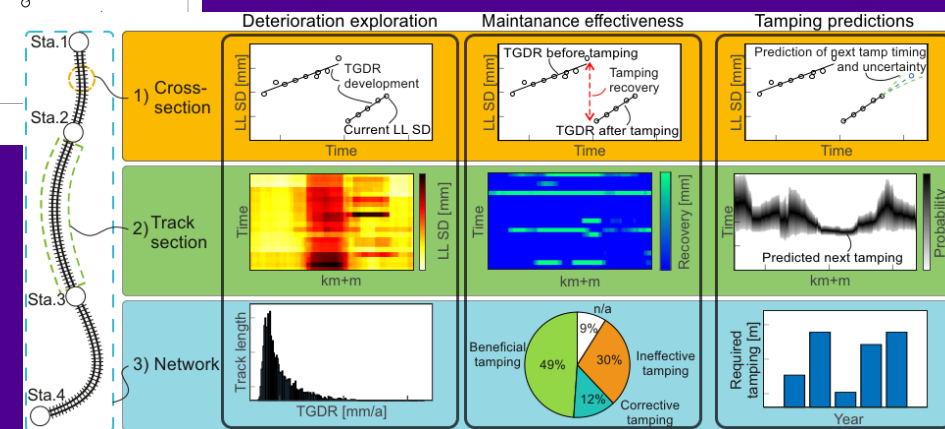 Deterioration exploration
Maintanance effectiveness
Tamping predictions
Sta.1
Sta.2
Sta.3
Sta.4
1) Cross-
section
LL SD [mm]
TGDR
development
Current LL SD
Time
LL SD [mm]
TGDR before tamping
Tamping
recovery
TGDR after tamping
Time
LL SD [mm]
Prediction of next tamp timing
and uncertainty
Time
2) Track
section
Time
km+m
LL SD [mm]
Time
km+m
Recovery [mm]
Predicted next tamping
km+m
Probability
3) Network
Track length
TGDR [mm/a]
n/a
9%
30%
12%
49%
Beneficial
tamping
Ineffective
tamping
Corrective
tamping
Required
tamping [m]
Year